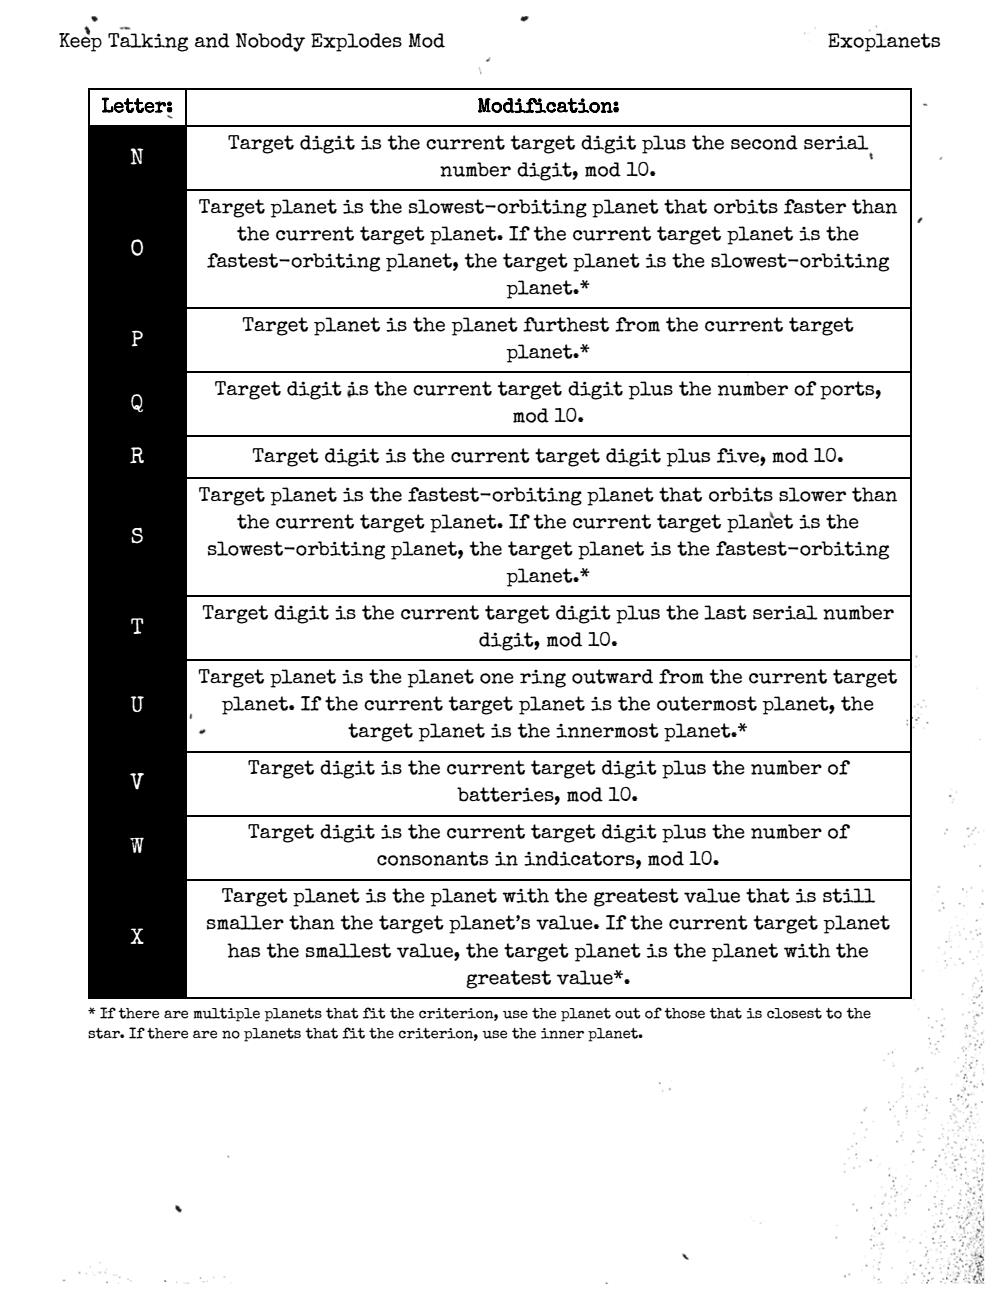 Keep Talking and Nobody Explodes Mod
Exoplanets
Letter:
Modification:
N
Target digit is the current target digit plus the second serial
number digit, mod 10.
O
Target planet is the slowest-orbiting planet that orbits faster than
the current target planet. If the current target planet is the
fastest-orbiting planet, the target planet is the slowest-orbiting
planet.*
P
Target planet is the planet furthest from the current target
planet.*
Q
Target digit is the current target digit plus the number of ports,
mod 10.
R
Target digit is the current target digit plus five, mod 10.
S
Target planet is the fastest-orbiting planet that orbits slower than
the current target planet. If the current target planet is the
slowest-orbiting planet, the target planet is the fastest-orbiting
planet.*
T
Target digit is the current target digit plus the last serial number
digit, mod 10.
U
Target planet is the planet one ring outward from the current target
planet. If the current target planet is the outermost planet, the
target planet is the innermost planet.*
V
Target digit is the current target digit plus the number of
batteries, mod 10.
W
Target digit is the current target digit plus the number of
consonants in indicators, mod 10.
X
Target planet is the planet with the greatest value that is still
smaller than the target planet's value. If the current target planet
has the smallest value, the target planet is the planet with the
greatest value*.
* If there are multiple planets that fit the criterion, use the planet out of those that is closest to the
star. If there are no planets that fit the criterion, use the inner planet.